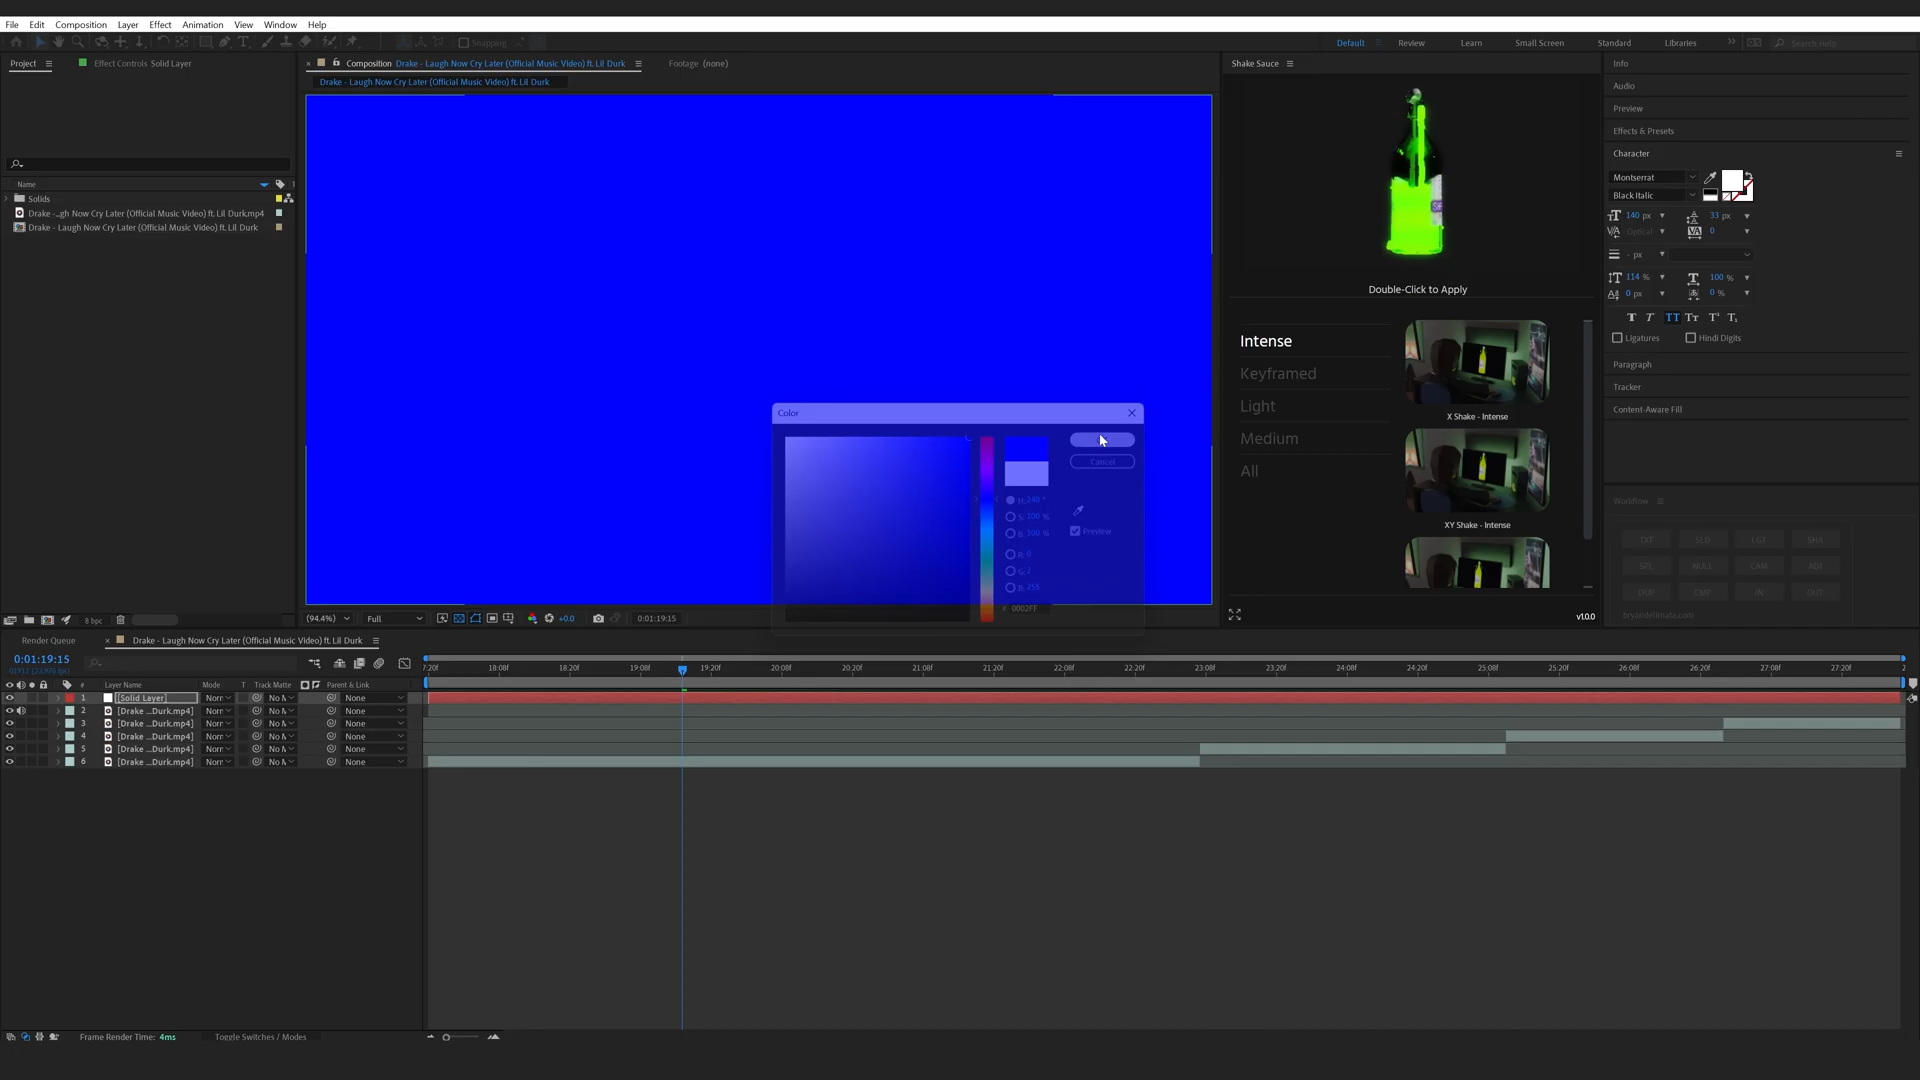 File Edit Composition Layer Effect Animation View Window Help
Snapping
Default Review Learn Small Screen Standard Libraries Search Help
Project Effect Controls Solid Layer
Composition Drake - Laugh Now Cry Later (Official Music Video) ft. Lil Durk Footage (none)
Drake - Laugh Now Cry Later (Official Music Video) ft. Lil Durk
Name
Solids
Drake -...gh Now Cry Later (Official Music Video) ft. Lil Durk.mp4
Drake - Laugh Now Cry Later (Official Music Video) ft. Lil Durk
8 bpc
Color
Cancel
H: 240 °
S: 100 %
B: 100 %
Preview
R: 0
G: 2
B: 255
# 0002FF
(94.4%) Full +0.0 0:01:19:15
Shake Sauce
Double-Click to Apply
Intense
Keyframed
Light
Medium
All
X Shake - Intense
XY Shake - Intense
v1.0.0
Info
Audio
Preview
Effects & Presets
Character
Montserrat
Black Italic
140 px 33 px
Optical 0
- px
114 % 100 %
0 px 0 %
Ligatures Hindi Digits
Paragraph
Tracker
Content-Aware Fill
Workflow
TXT SLD LGT SHA
SPL NULL CAM ADJ
DUP CMP IN OUT
bryandelimata.com
Render Queue Drake - Laugh Now Cry Later (Official Music Video) ft. Lil Durk
0:01:19:15
7:20f 18:08f 18:20f 19:08f 19:20f 20:08f 20:20f 21:08f 21:20f 22:08f 22:20f 23:08f 23:20f 24:08f 24:20f 25:08f 25:20f 26:08f 26:20f 27:08f 27:20f 2
# Layer Name Mode T Track Matte Parent & Link
1 [Solid Layer] Norr No M None
2 [Drake ...Durk.mp4] Norr No M None
3 [Drake ...Durk.mp4] Norr No M None
4 [Drake ...Durk.mp4] Norr No M None
5 [Drake ...Durk.mp4] Norr No M None
6 [Drake ...Durk.mp4] Norr No M None
Frame Render Time: 4ms Toggle Switches / Modes